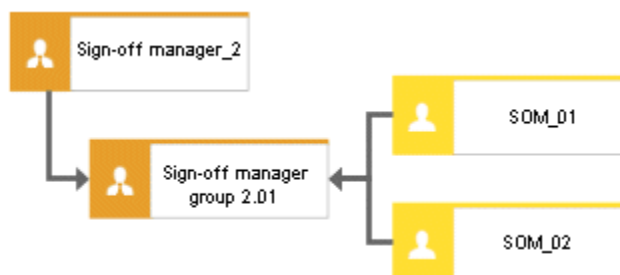 Sign-off manager_2
SOM_01
Sign-off manager
group 2.01
SOM_02